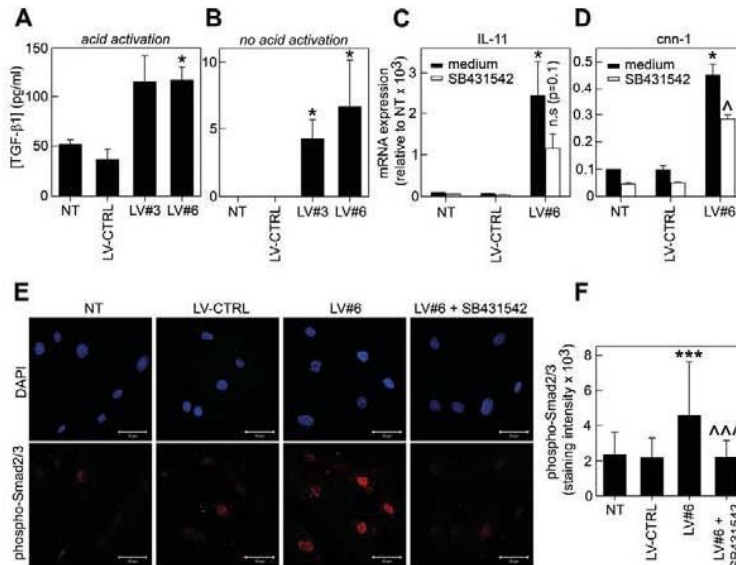 A
acid activation
[TGF-β1] (pg/ml)
150
100
50
0
NT
LV-CTRL
LV#3
LV#6
*
B
no acid activation
10
5
0
NT
LV-CTRL
LV#3
LV#6
*
*
C
IL-11
medium
SB431542
mRNA expression
(relative to NT x 10³)
3
2
1
0
NT
LV-CTRL
LV#6
*
n.s (p=0.1)
D
cnn-1
medium
SB431542
0.5
0.4
0.3
0.2
0.1
0
NT
LV-CTRL
LV#6
*
^
E
NT
LV-CTRL
LV#6
LV#6 + SB431542
DAPI
phospho-Smad2/3
F
phospho-Smad2/3
(staining intensity x 10³)
8
6
4
2
0
***
^^^
NT
LV-CTRL
LV#6
LV#6 +
SB431542